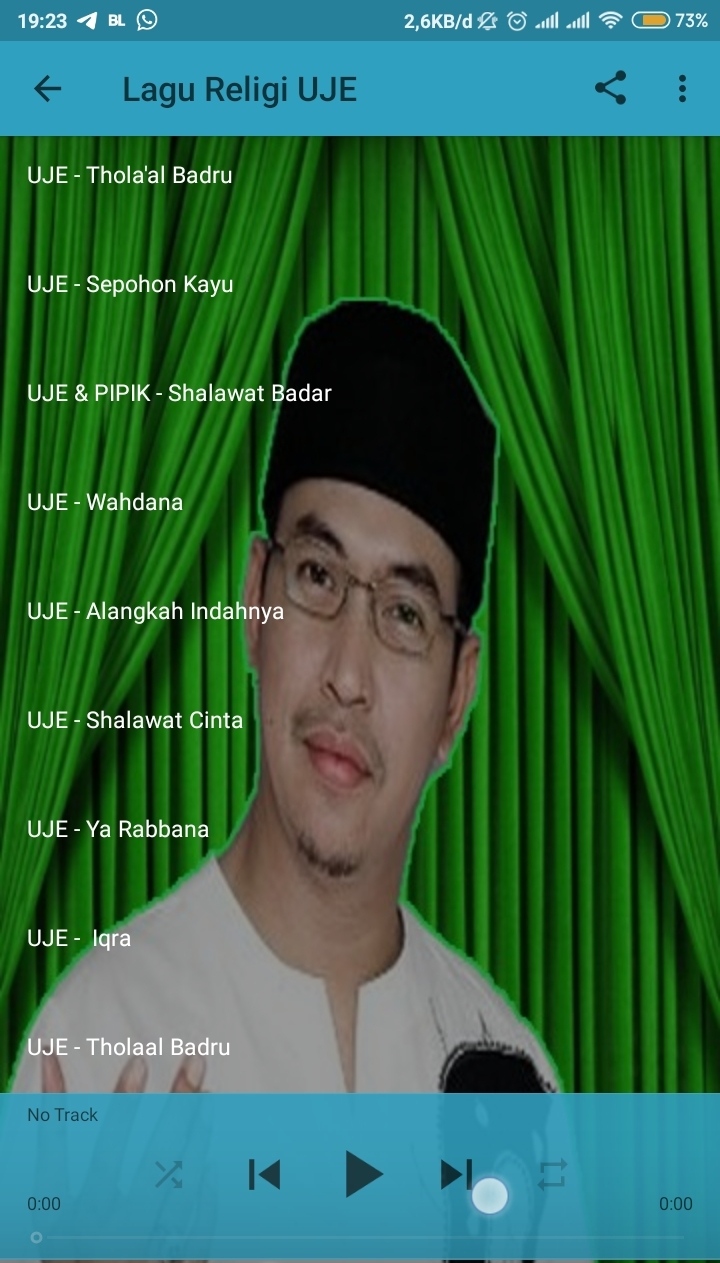 19:23 BL 2,6KB/d 73%
Lagu Religi UJE
UJE - Thola'al Badru
UJE - Sepohon Kayu
UJE & PIPIK - Shalawat Badar
UJE - Wahdana
UJE - Alangkah Indahnya
UJE - Shalawat Cinta
UJE - Ya Rabbana
UJE -  Iqra
UJE - Tholaal Badru
No Track
0:00 0:00